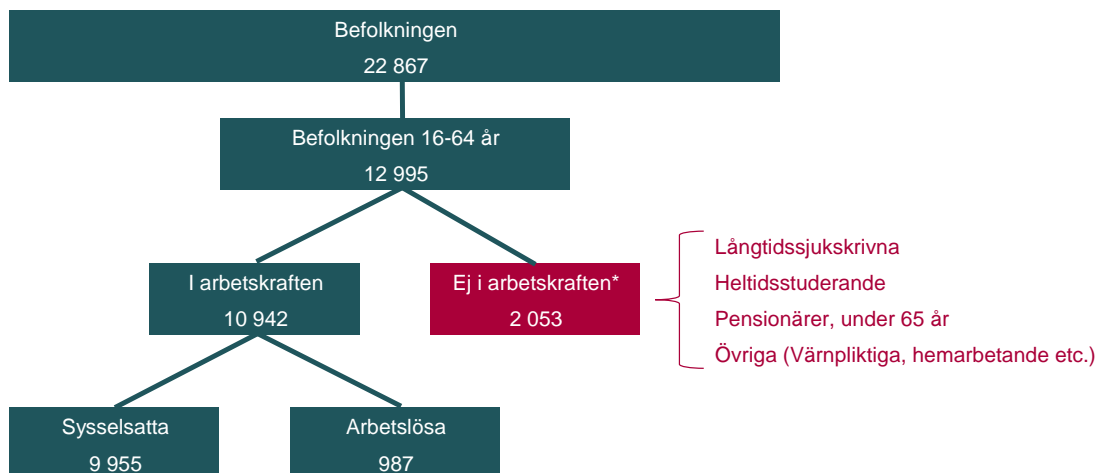 Befolkningen
22 867
Befolkningen 16-64 år
12 995
I arbetskraften
10 942
Ej i arbetskraften*
2 053
Långtidssjukskrivna
Heltidsstuderande
Pensionärer, under 65 år
Övriga (Värnpliktiga, hemarbetande etc.)
Sysselsatta
9 955
Arbetslösa
987